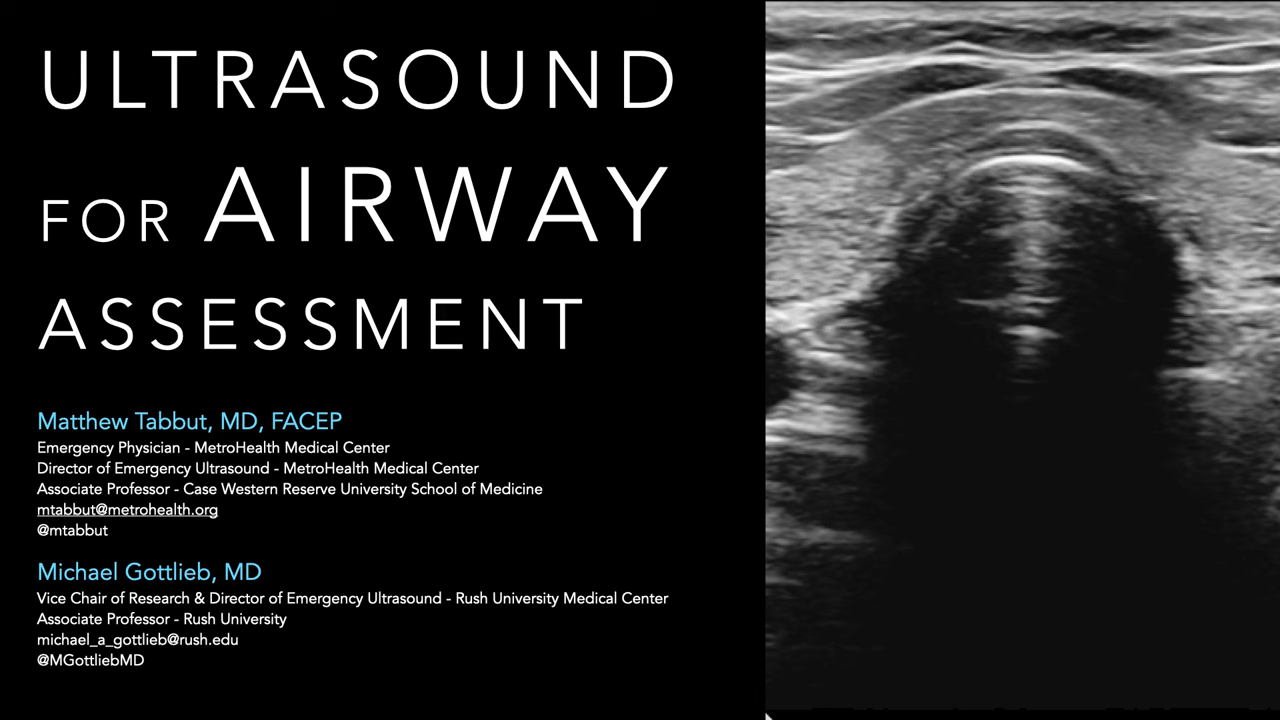 ULTRASOUND
FOR AIRWAY
ASSESSMENT
Matthew Tabbut, MD, FACEP
Emergency Physician - MetroHealth Medical Center
Director of Emergency Ultrasound - MetroHealth Medical Center
Associate Professor - Case Western Reserve University School of Medicine
mtabbut@metrohealth.org
@mtabbut
Michael Gottlieb, MD
Vice Chair of Research & Director of Emergency Ultrasound - Rush University Medical Center
Associate Professor - Rush University
michael_a_gottlieb@rush.edu
@MGottliebMD